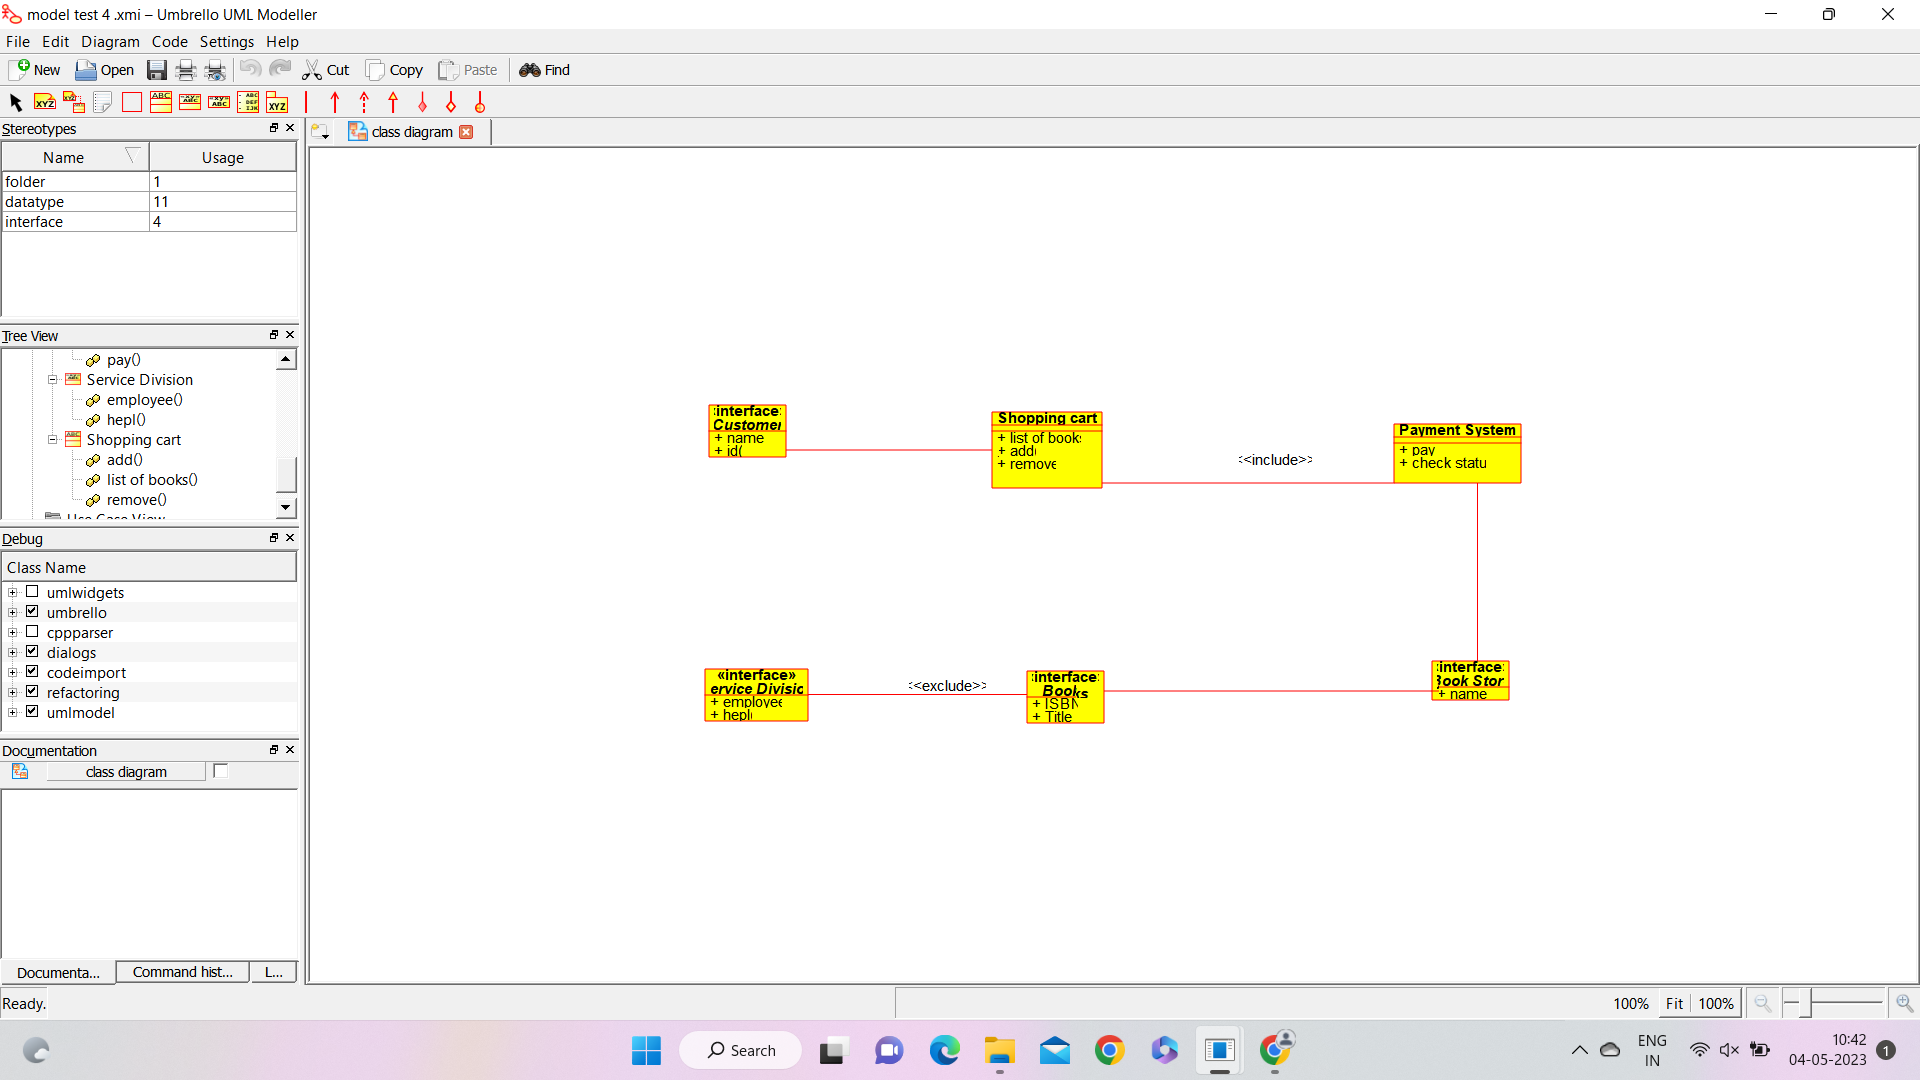 model test 4 .xmi – Umbrello UML Modeller
File Edit Diagram Code Settings Help
New Open Cut Copy Paste Find
Stereotypes
class diagram
Name Usage
folder 1
datatype 11
interface 4
Tree View
pay()
Service Division
employee()
hepl()
Shopping cart
add()
list of books()
remove()
Use Case View
Debug
Class Name
umlwidgets
umbrello
cppparser
dialogs
codeimport
refactoring
umlmodel
Documentation
class diagram
Documenta...
Command hist...
L...
interface
Customer
+ name
+ id(
Shopping cart
+ list of books
+ add(
+ remove
<<include>>
Payment System
+ pay
+ check statu
«interface»
ervice Divisic
+ employee
+ hepl(
<<exclude>>
interface
Books
+ ISBN
+ Title
interface
Book Stor
+ name
Ready.
100% Fit 100%
Search
ENG
IN
10:42
04-05-2023
1